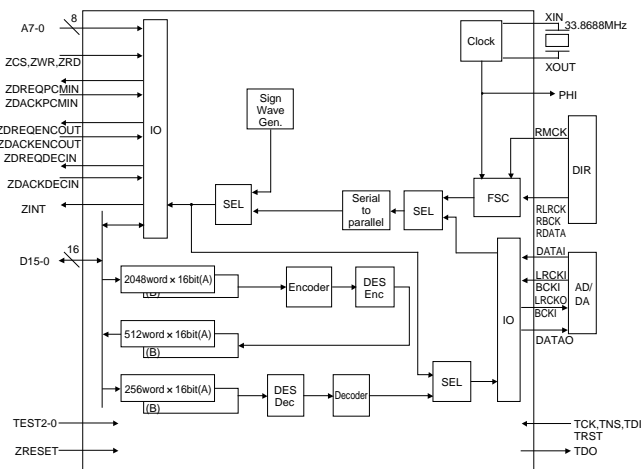 A7-0
8
ZCS,ZWR,ZRD
ZDREQPCMIN
ZDACKPCMIN
ZDREQENCOUT
ZDACKENCOUT
ZDREQDECIN
ZDACKDECIN
ZINT
16
D15-0
TEST2-0
ZRESET
IO
Sign
Wave
Gen.
SEL
Serial
to
parallel
SEL
FSC
Clock
XIN
33.8688MHz
XOUT
PHI
RMCK
DIR
RLRCK
RBCK
RDATA
2048word × 16bit(A)
(B)
Encoder
DES
Enc
512word × 16bit(A)
(B)
256word × 16bit(A)
(B)
DES
Dec
Decoder
SEL
IO
DATAI
LRCKI
BCKI
LRCKO
BCKI
DATAO
AD/
DA
TCK,TNS,TDI
TRST
TDO